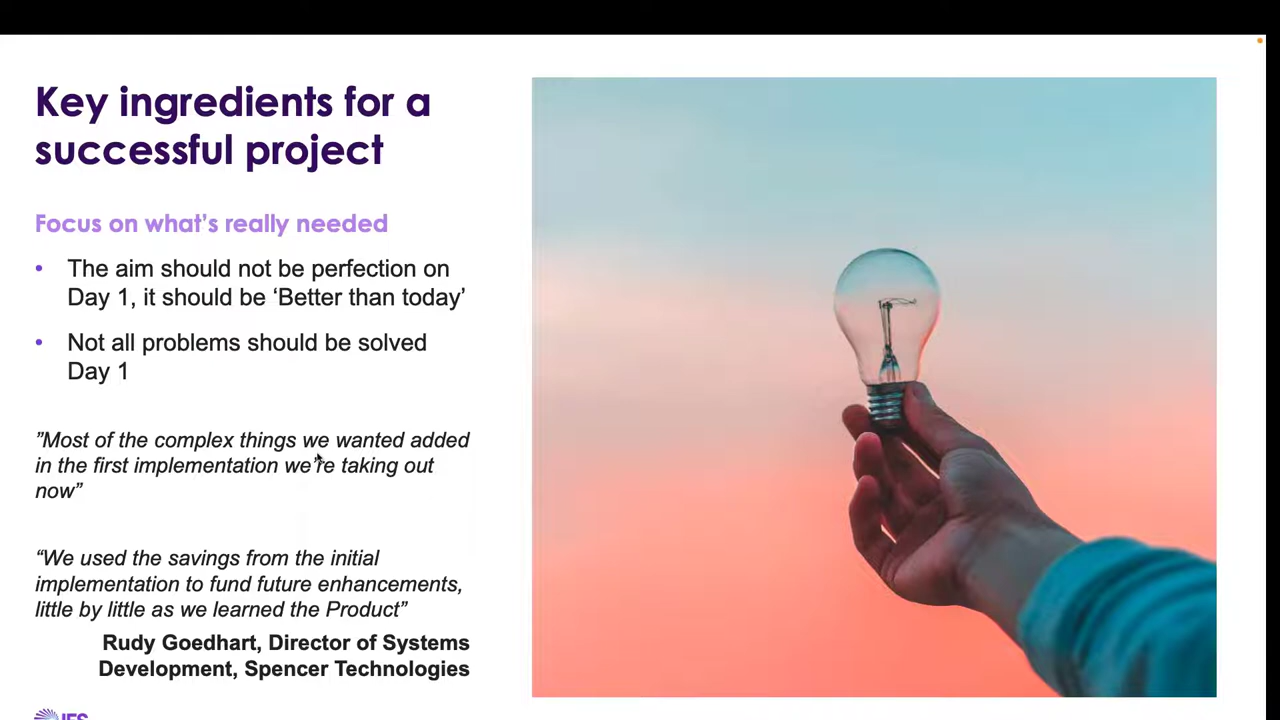 Key ingredients for a
successful project
Focus on what’s really needed
• The aim should not be perfection on
Day 1, it should be ‘Better than today’
• Not all problems should be solved
Day 1
”Most of the complex things we wanted added
in the first implementation we’re taking out
now”
“We used the savings from the initial
implementation to fund future enhancements,
little by little as we learned the Product”
Rudy Goedhart, Director of Systems
Development, Spencer Technologies
IFS